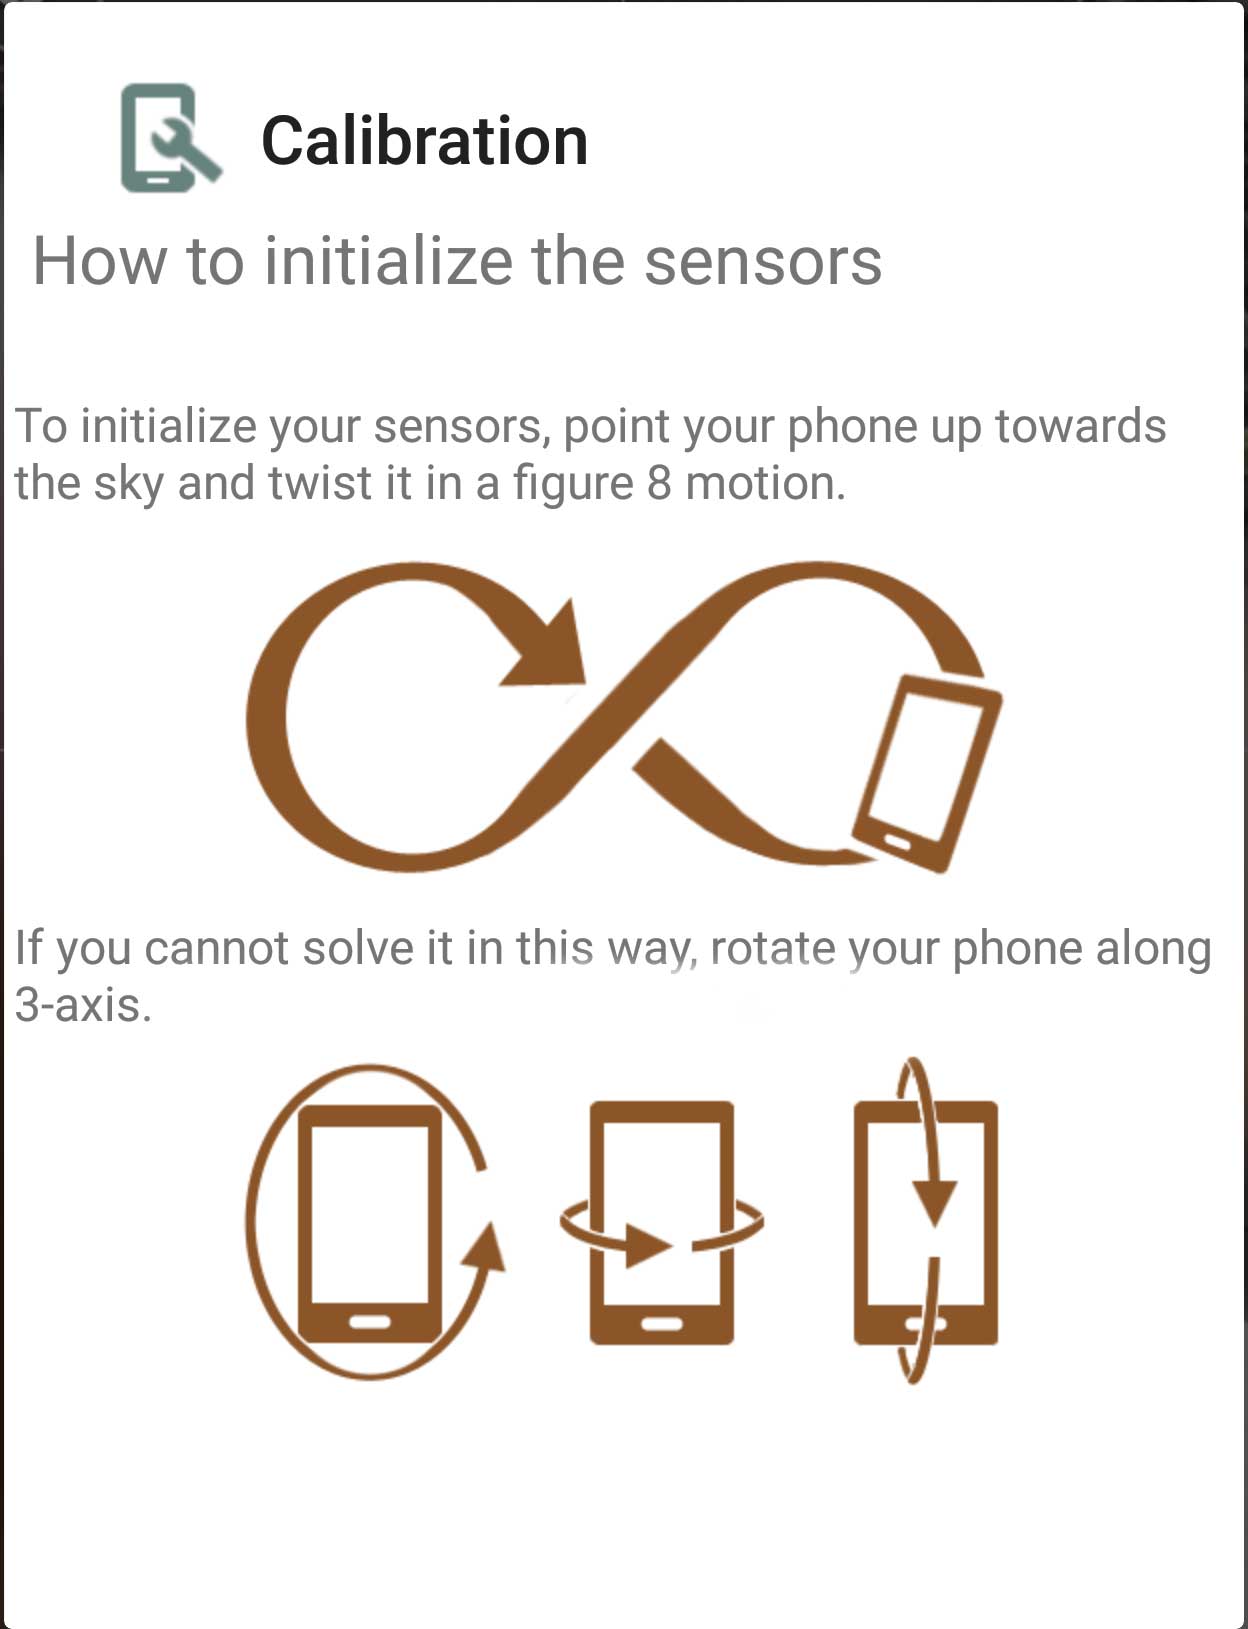 Calibration
How to initialize the sensors
To initialize your sensors, point your phone up towards
the sky and twist it in a figure 8 motion.
If you cannot solve it in this way, rotate your phone along
3-axis.